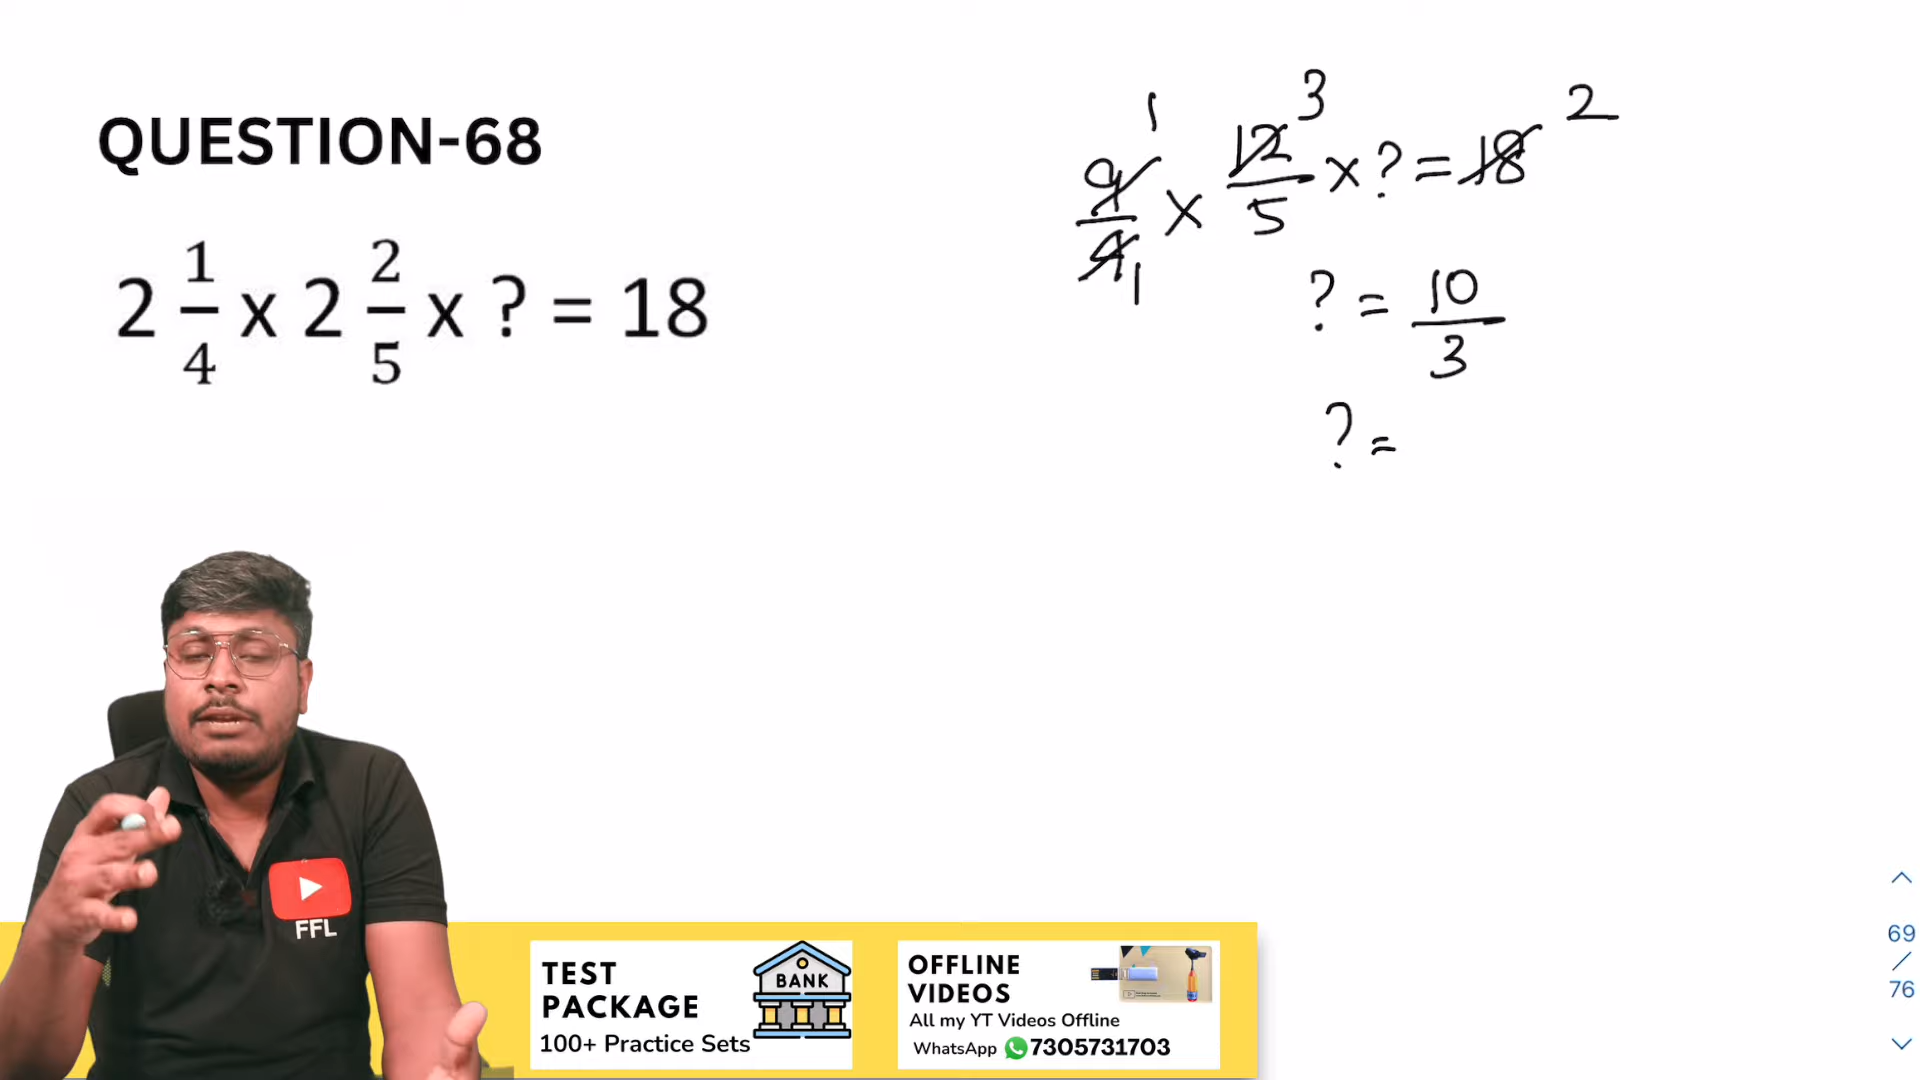 QUESTION-68
2 1/4 x 2 2/5 x ? = 18
9/4 x 12/5 x ? = 18
1 1 3 2
? = 10/3
? =
FFL
TEST
PACKAGE
100+ Practice Sets
BANK
OFFLINE
VIDEOS
All my YT Videos Offline
WhatsApp 7305731703
69
/
76